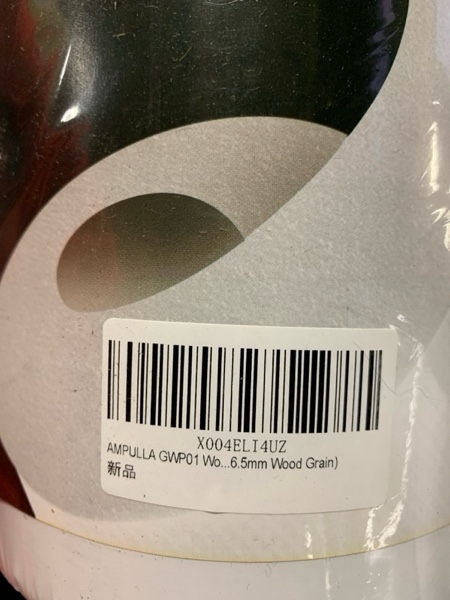 X004ELI4UZ
AMPULLA GWP01 Wo...6.5mm Wood Grain)
新品